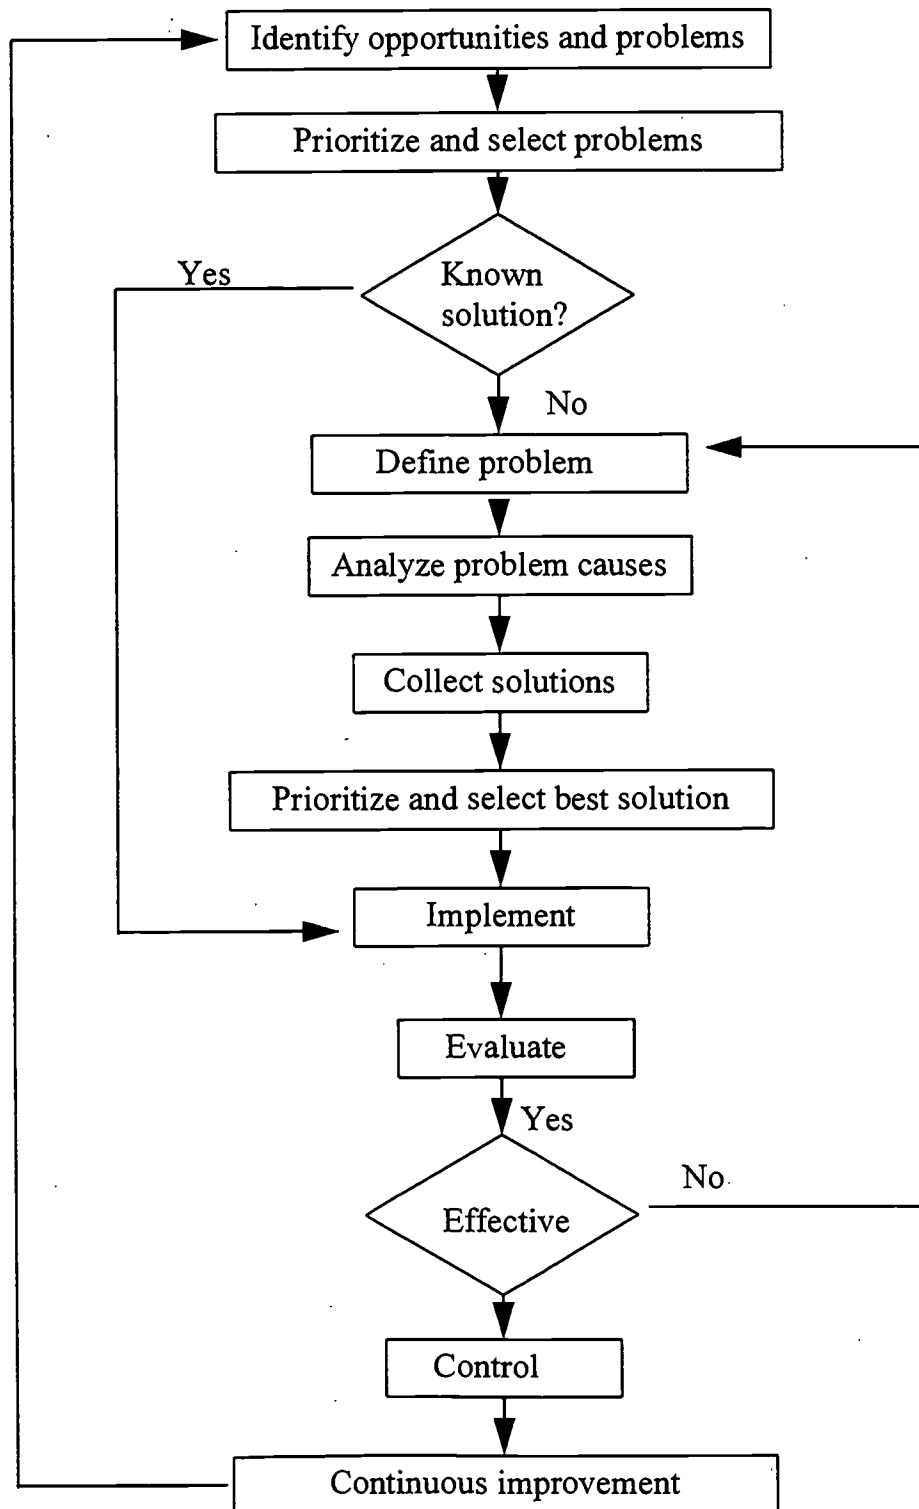 Identify opportunities and problems
Prioritize and select problems
Yes
Known
solution?
No
Define problem
Analyze problem causes
Collect solutions
Prioritize and select best solution
Implement
Evaluate
Yes
No
Effective
Control
Continuous improvement